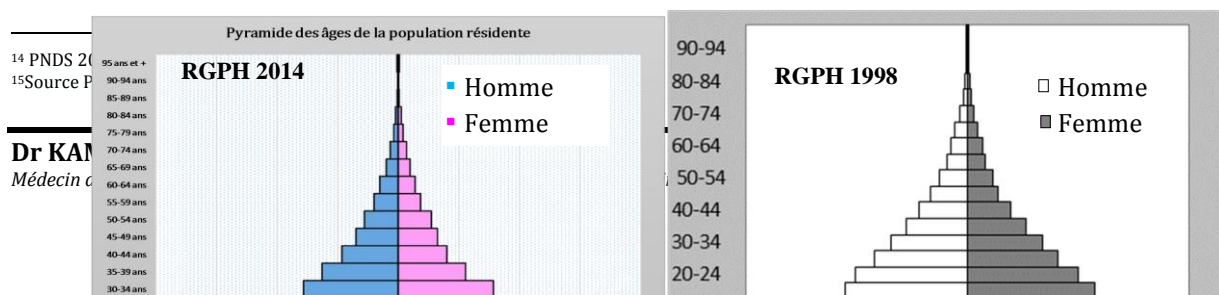 14 PNDS 20
15Source P
Dr KAM
Médecin d
Pyramide des âges de la population résidente
RGPH 2014
Homme
Femme
95 ans et +
90-94 ans
85-89 ans
80-84 ans
75-79 ans
70-74 ans
65-69 ans
60-64 ans
55-59 ans
50-54 ans
45-49 ans
40-44 ans
35-39 ans
30-34 ans
RGPH 1998
Homme
Femme
90-94
80-84
70-74
60-64
50-54
40-44
30-34
20-24